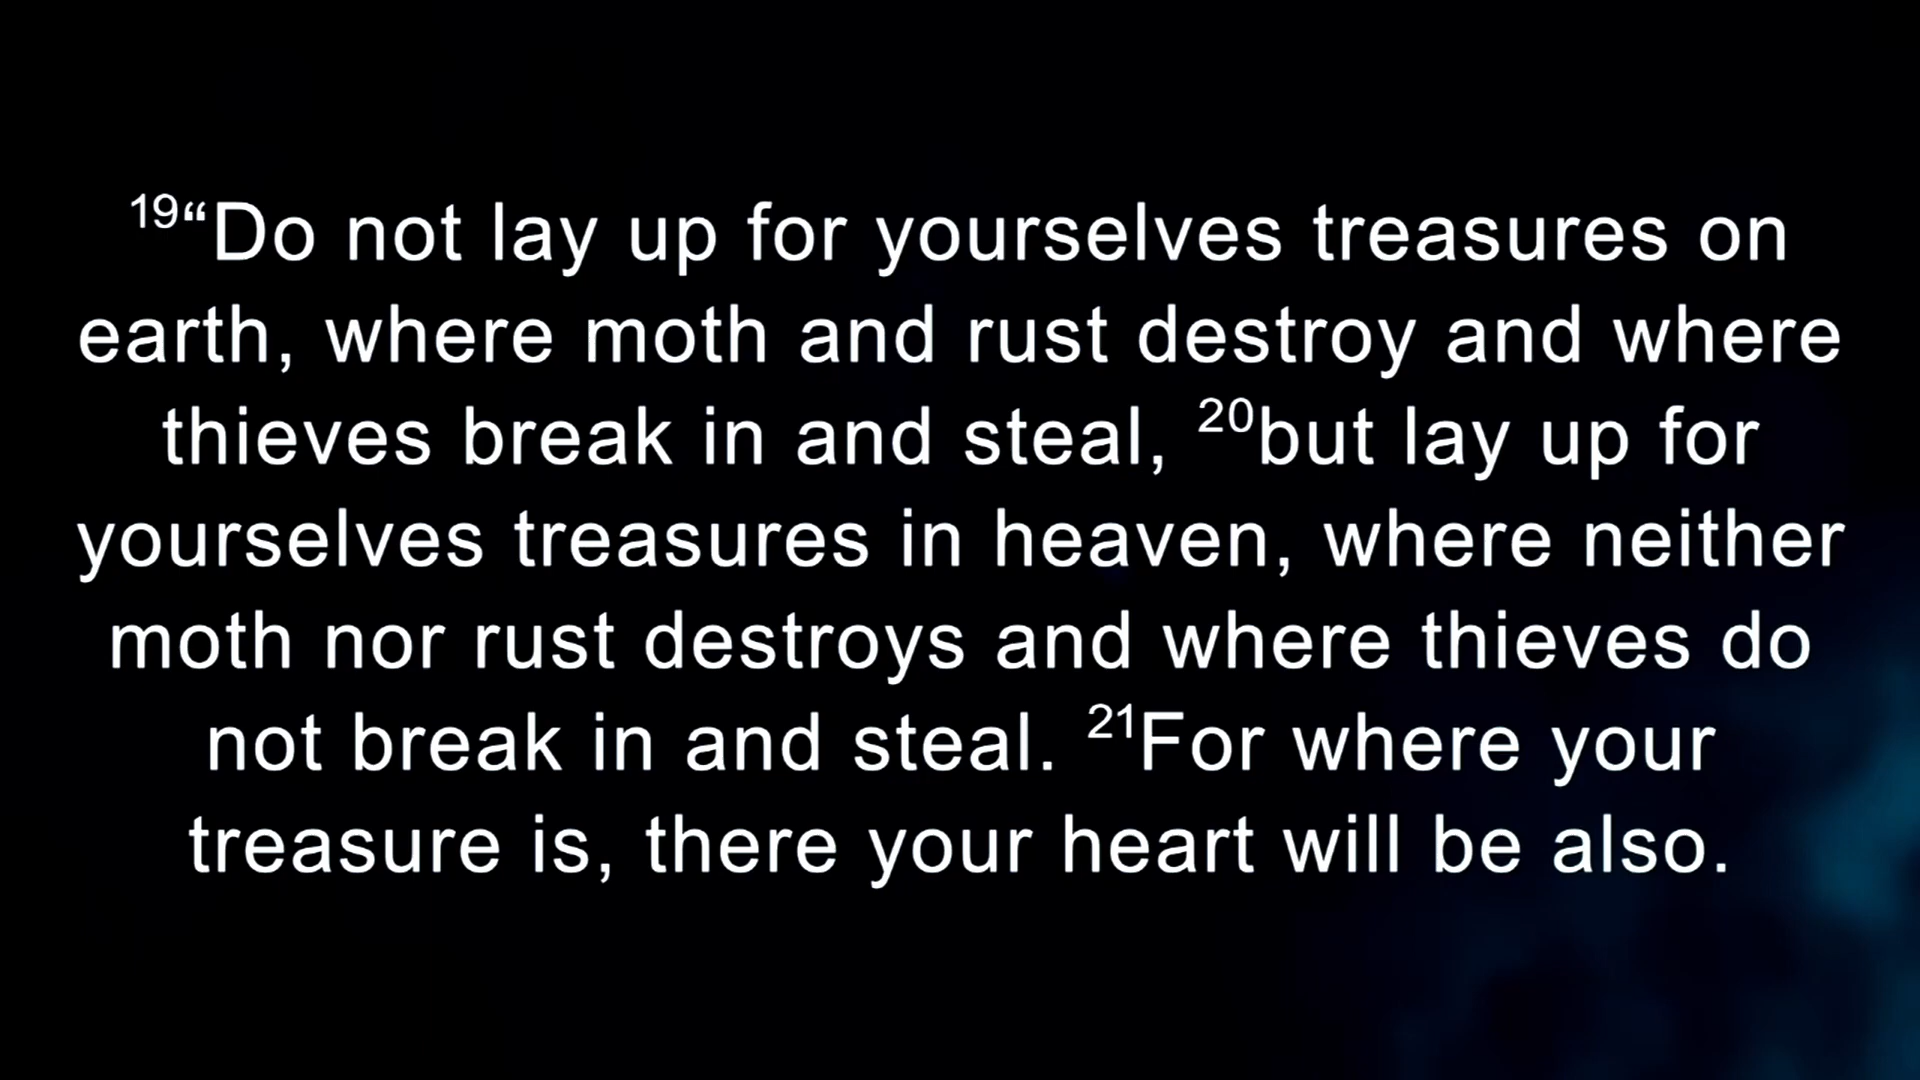 19“Do not lay up for yourselves treasures on
earth, where moth and rust destroy and where
thieves break in and steal, 20but lay up for
yourselves treasures in heaven, where neither
moth nor rust destroys and where thieves do
not break in and steal. 21For where your
treasure is, there your heart will be also.